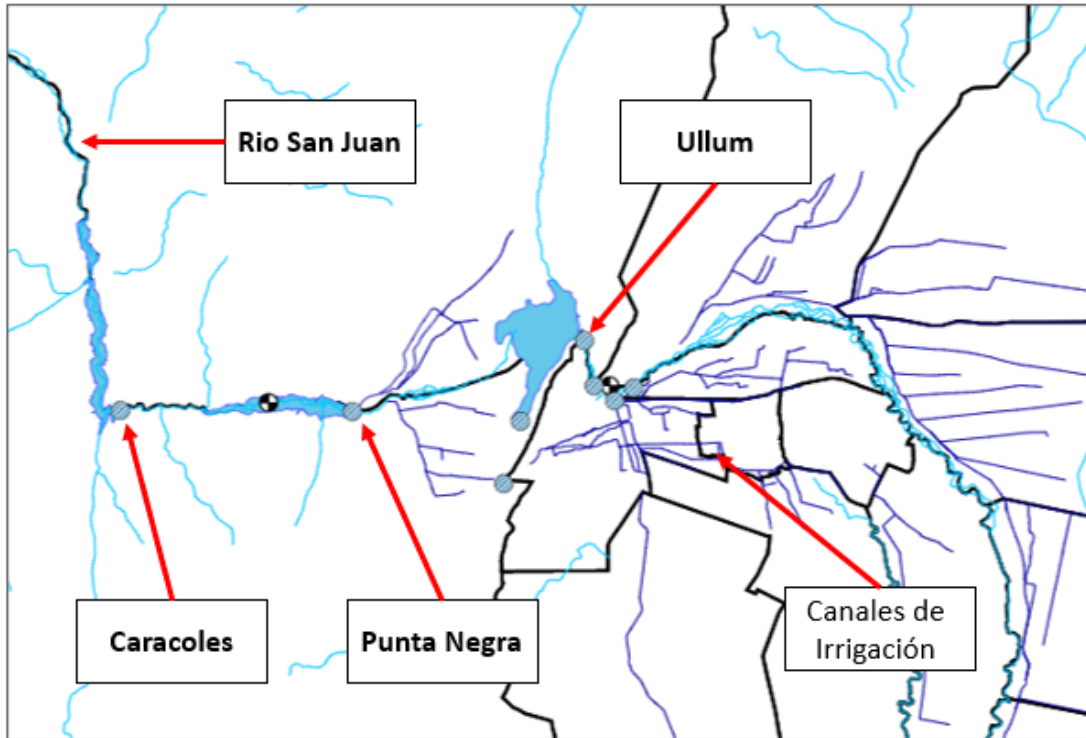 Rio San Juan
Ullum
Caracoles
Punta Negra
Canales de
Irrigación